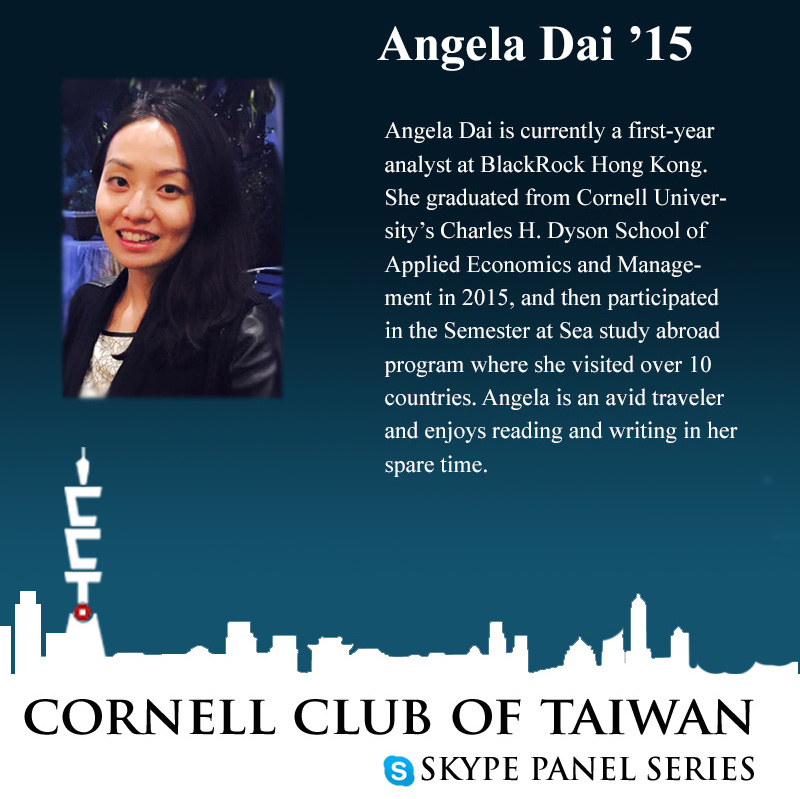 Angela Dai ’15
Angela Dai is currently a first-year
analyst at BlackRock Hong Kong.
She graduated from Cornell Univer-
sity’s Charles H. Dyson School of
Applied Economics and Manage-
ment in 2015, and then participated
in the Semester at Sea study abroad
program where she visited over 10
countries. Angela is an avid traveler
and enjoys reading and writing in her
spare time.
CCT
CORNELL CLUB OF TAIWAN
S SKYPE PANEL SERIES